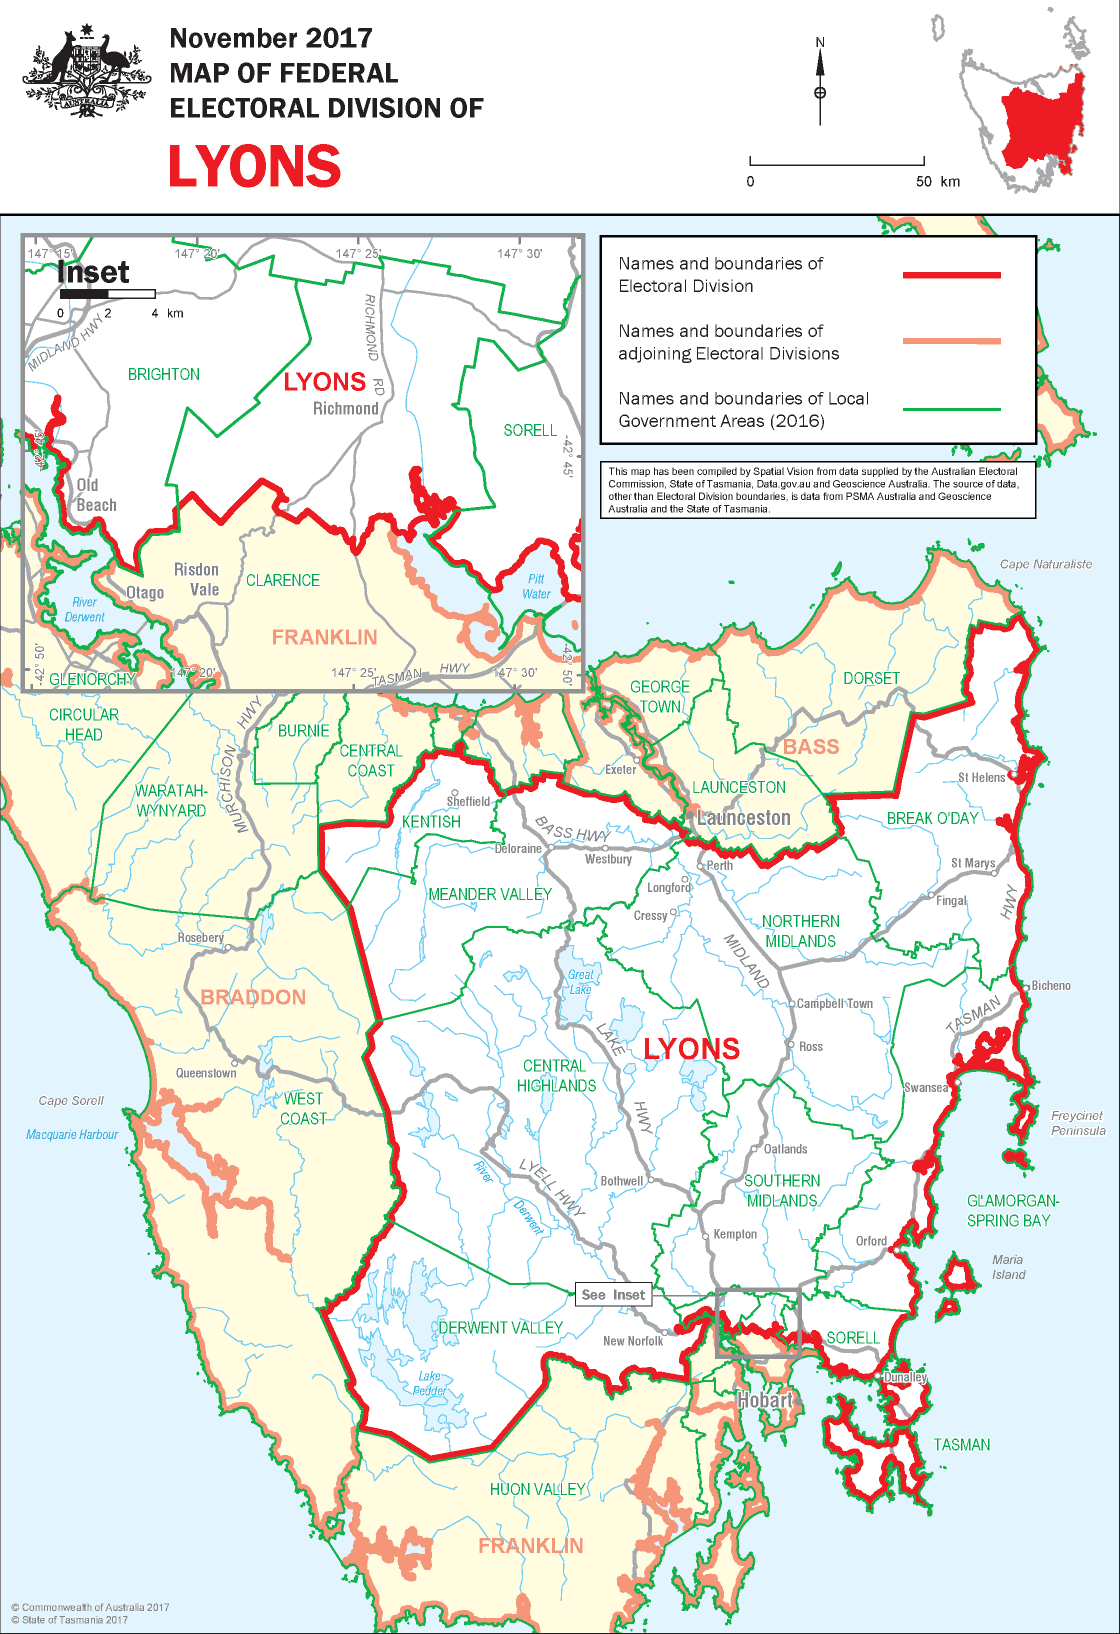 November 2017
MAP OF FEDERAL
ELECTORAL DIVISION OF
LYONS
AUSTRALIA
N
0 50 km
147° 15'
147° 20'
147° 25'
147° 30'
Inset
0 2 4 km
MIDLAND HWY
BRIGHTON
LYONS
Richmond
RICHMOND RD
SORELL
-42° 45'
-42° 45'
Old
Beach
Risdon
Vale
Otago
CLARENCE
River
Derwent
Pitt
Water
FRANKLIN
GLENORCHY
-42° 50'
147° 20'
147° 25'
TASMAN HWY
147° 30'
-42° 50'
Names and boundaries of
Electoral Division
Names and boundaries of
adjoining Electoral Divisions
Names and boundaries of Local
Government Areas (2016)
This map has been compiled by Spatial Vision from data supplied by the Australian Electoral
Commission, State of Tasmania, Data.gov.au and Geoscience Australia. The source of data,
other than Electoral Division boundaries, is data from PSMA Australia and Geoscience
Australia and the State of Tasmania.
Cape Naturaliste
CIRCULAR
HEAD
MURCHISON HWY
BURNIE
CENTRAL
COAST
WARATAH-
WYNYARD
GEORGE
TOWN
DORSET
BASS
Exeter
LAUNCESTON
Launceston
St Helens
BREAK O'DAY
Sheffield
KENTISH
BASS HWY
Deloraine
Westbury
Perth
Longford
Cressy
MEANDER VALLEY
NORTHERN
MIDLANDS
St Marys
Fingal
HWY
Rosebery
BRADDON
Great
Lake
MIDLAND
Campbell Town
Bicheno
TASMAN
LAKE
HWY
LYONS
Ross
CENTRAL
HIGHLANDS
Queenstown
WEST
COAST
Swansea
Cape Sorell
Macquarie Harbour
Freycinet
Peninsula
Oatlands
LYELL HWY
River
Derwent
Bothwell
SOUTHERN
MIDLANDS
GLAMORGAN-
SPRING BAY
Kempton
Orford
Maria
Island
See Inset
DERWENT VALLEY
New Norfolk
SORELL
Lake
Pedder
Dunalley
Hobart
TASMAN
HUON VALLEY
FRANKLIN
© Commonwealth of Australia 2017
© State of Tasmania 2017